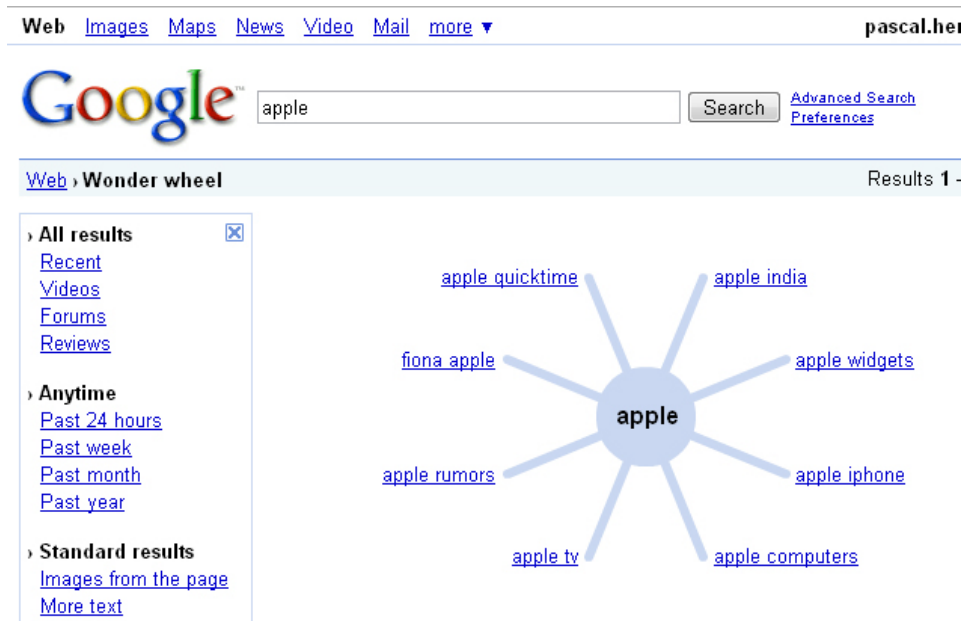 Web Images Maps News Video Mail more ▼ pascal.her
Google™ apple Search Advanced Search
Preferences
Web › Wonder wheel Results 1 -
› All results
Recent
Videos
Forums
Reviews
› Anytime
Past 24 hours
Past week
Past month
Past year
› Standard results
Images from the page
More text
apple quicktime apple india
fiona apple apple widgets
apple
apple rumors apple iphone
apple tv apple computers